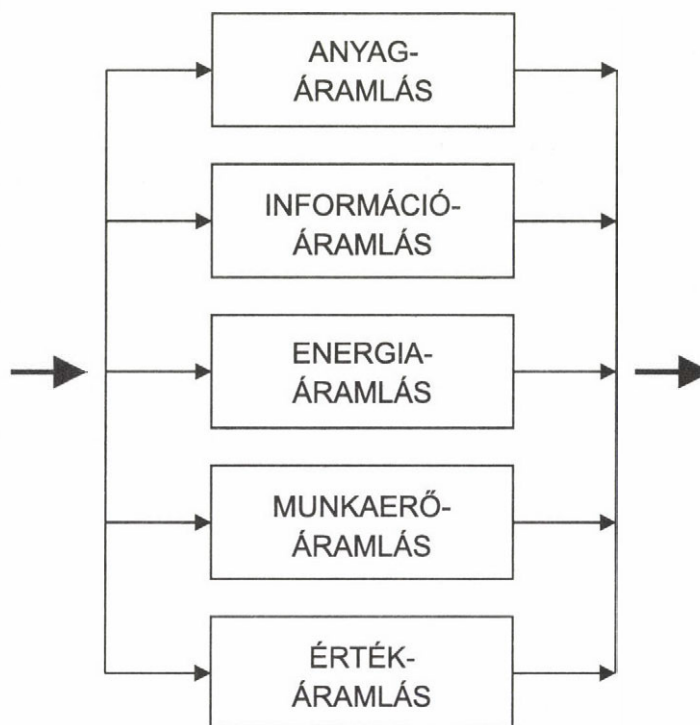 ANYAG-
ÁRAMLÁS
INFORMÁCIÓ-
ÁRAMLÁS
ENERGIA-
ÁRAMLÁS
MUNKAERŐ-
ÁRAMLÁS
ÉRTÉK-
ÁRAMLÁS